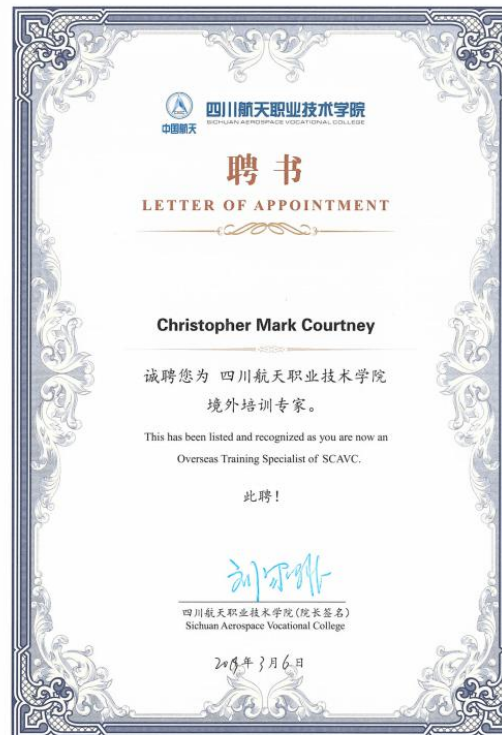 中国航天
四川航天职业技术学院
SICHUAN AEROSPACE VOCATIONAL COLLEGE
聘书
LETTER OF APPOINTMENT
Christopher Mark Courtney
诚聘您为 四川航天职业技术学院
境外培训专家。
This has been listed and recognized as you are now an
Overseas Training Specialist of SCAVC.
此聘！
四川航天职业技术学院(院长签名)
Sichuan Aerospace Vocational College
年3月6日